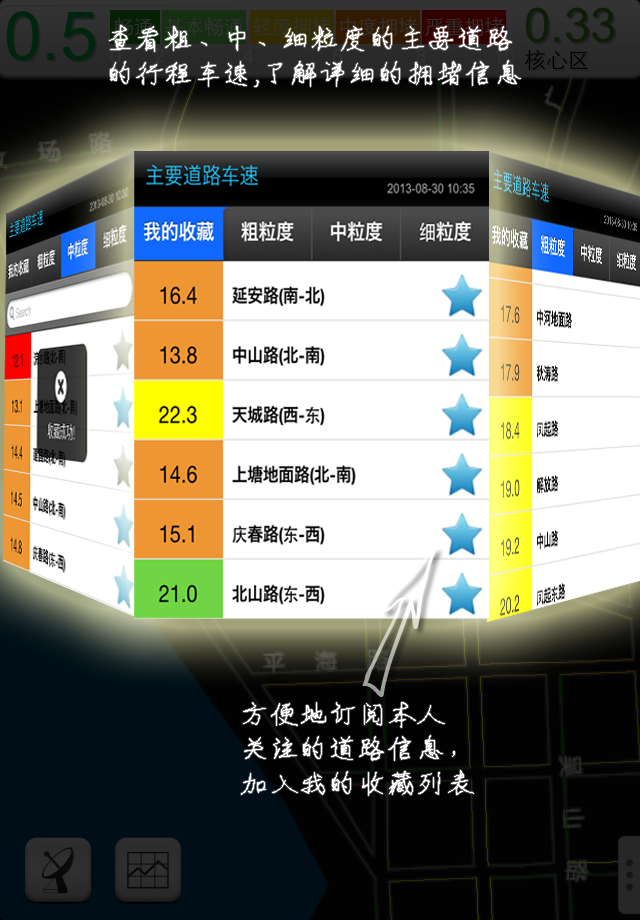 0.5
畅通 基本畅通 轻度拥堵 中度拥堵 严重拥堵
0.33
核心区
查看粗、中、细粒度的主要道路
的行程车速,了解详细的拥堵信息
场 路
主要道路车速
2013-08-30 10:30
我的收藏 粗粒度 中粒度 细粒度
Search
12.1
13.1 上塘地面路(北-南)
14.4
14.5 中山路(北-南)
14.8 庆春路(东-西)
收藏成功!
主要道路车速
2013-08-30 10:35
我的收藏 粗粒度 中粒度 细粒度
16.4 延安路(南-北)
13.8 中山路(北-南)
22.3 天城路(西-东)
14.6 上塘地面路(北-南)
15.1 庆春路(东-西)
21.0 北山路(东-西)
主要道路车速
我的收藏 粗粒度 中粒度 细粒度
17.6 中河地面路
17.9 秋涛路
18.4 凤起路
19.0 解放路
19.2 中山路
20.2 凤起东路
平 海 路
方便地订阅本人
关注的道路信息，
加入我的收藏列表